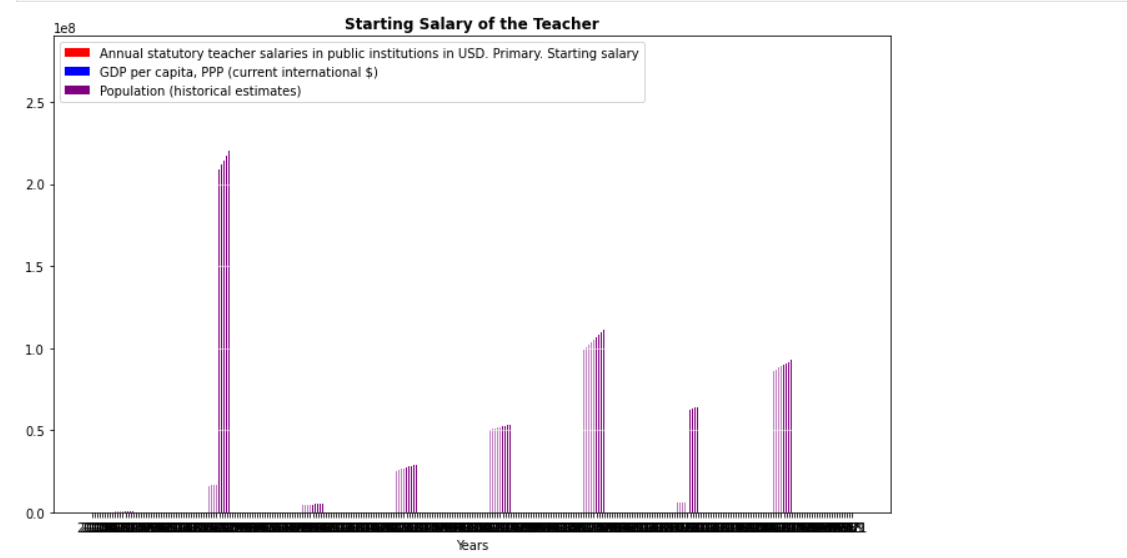 Starting Salary of the Teacher
1e8
Annual statutory teacher salaries in public institutions in USD. Primary. Starting salary
GDP per capita, PPP (current international $)
Population (historical estimates)
2.5
2.0
1.5
1.0
0.5
0.0
Years